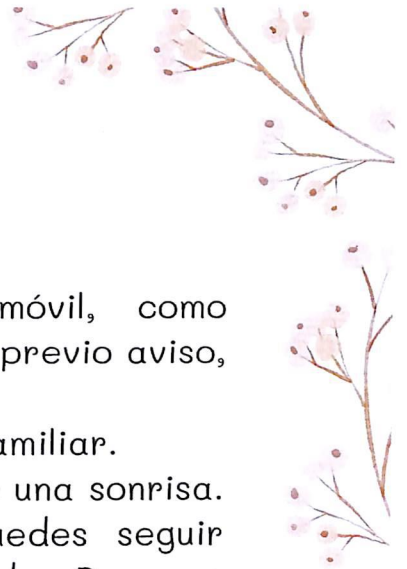 móvil, como
previo aviso,
amiliar.
una sonrisa.
uedes seguir